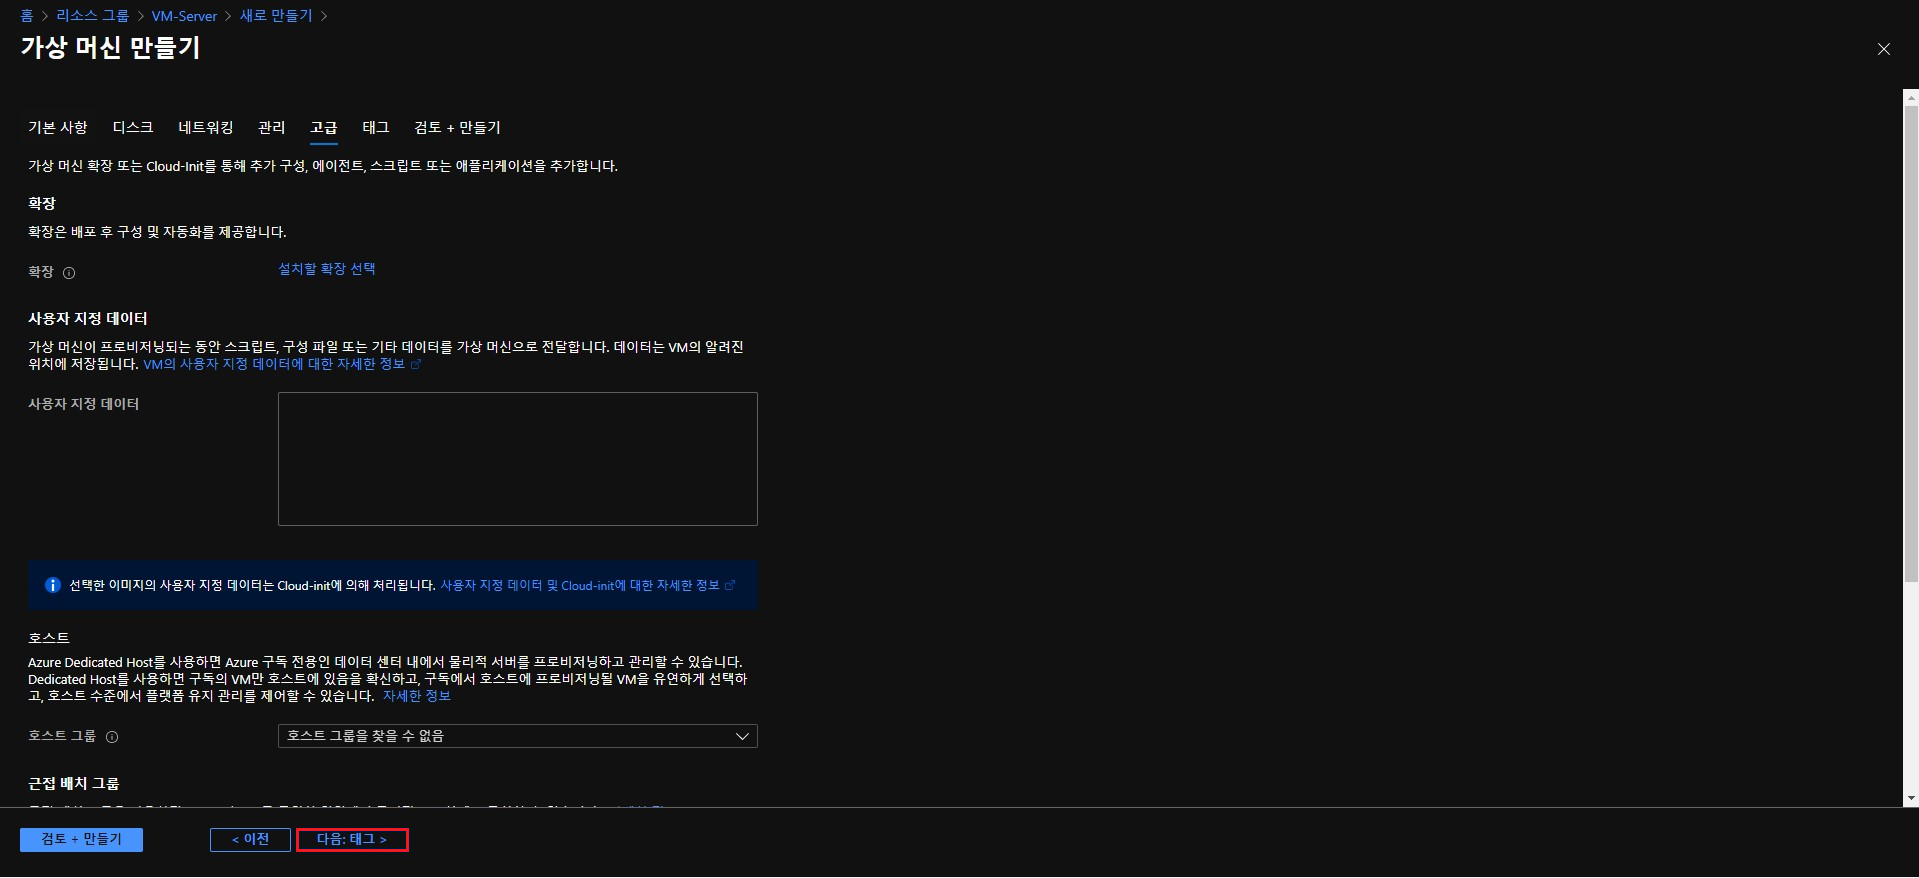 홈 > 리소스 그룹 > VM-Server > 새로 만들기 >
가상 머신 만들기
기본 사항 디스크 네트워킹 관리 고급 태그 검토 + 만들기
가상 머신 확장 또는 Cloud-Init를 통해 추가 구성, 에이전트, 스크립트 또는 애플리케이션을 추가합니다.
확장
확장은 배포 후 구성 및 자동화를 제공합니다.
확장 설치할 확장 선택
사용자 지정 데이터
가상 머신이 프로비저닝되는 동안 스크립트, 구성 파일 또는 기타 데이터를 가상 머신으로 전달합니다. 데이터는 VM의 알려진
위치에 저장됩니다. VM의 사용자 지정 데이터에 대한 자세한 정보
사용자 지정 데이터
선택한 이미지의 사용자 지정 데이터는 Cloud-init에 의해 처리됩니다. 사용자 지정 데이터 및 Cloud-init에 대한 자세한 정보
호스트
Azure Dedicated Host를 사용하면 Azure 구독 전용인 데이터 센터 내에서 물리적 서버를 프로비저닝하고 관리할 수 있습니다.
Dedicated Host를 사용하면 구독의 VM만 호스트에 있음을 확신하고, 구독에서 호스트에 프로비저닝될 VM을 유연하게 선택하
고, 호스트 수준에서 플랫폼 유지 관리를 제어할 수 있습니다. 자세한 정보
호스트 그룹 호스트 그룹을 찾을 수 없음
근접 배치 그룹
검토 + 만들기 < 이전 다음: 태그 >